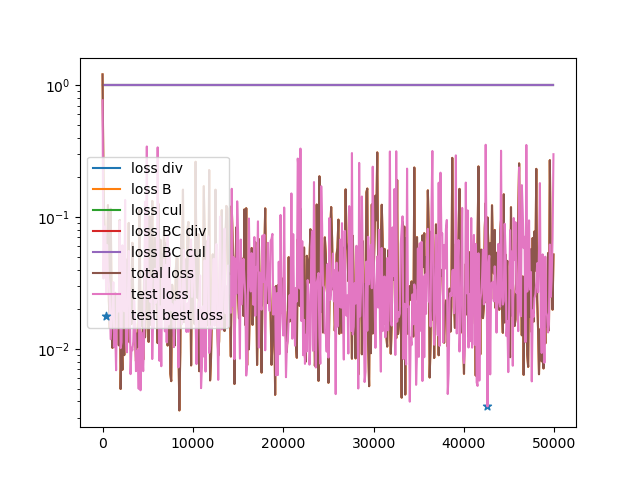 10⁰
10⁻¹
10⁻²
loss div
loss B
loss cul
loss BC div
loss BC cul
total loss
test loss
test best loss
0 10000 20000 30000 40000 50000